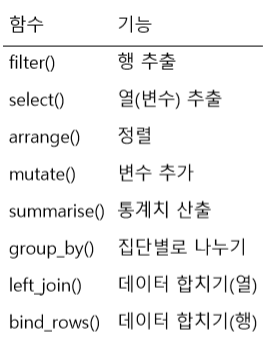 함수 기능
filter() 행 추출
select() 열(변수) 추출
arrange() 정렬
mutate() 변수 추가
summarise() 통계치 산출
group_by() 집단별로 나누기
left_join() 데이터 합치기(열)
bind_rows() 데이터 합치기(행)